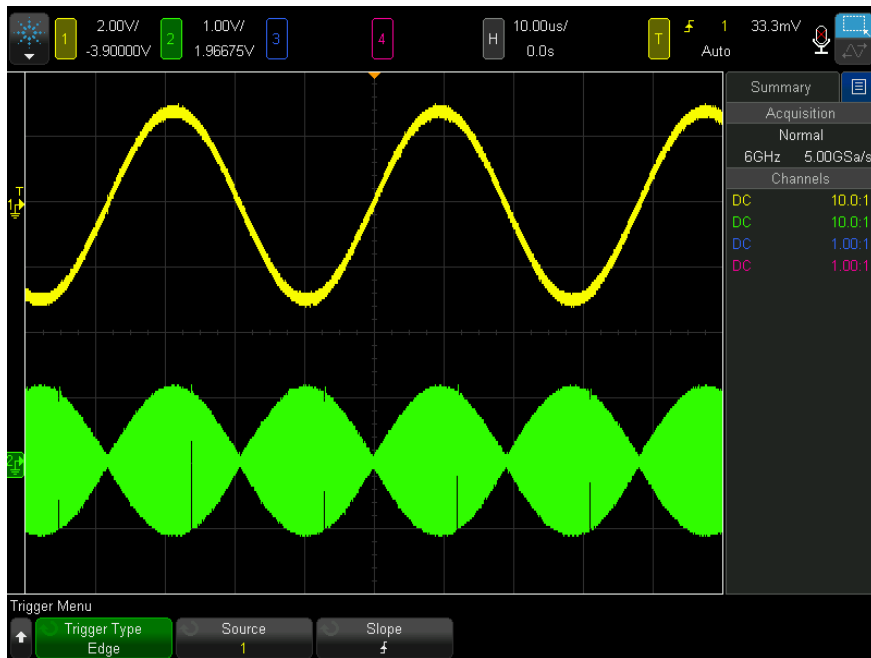 1 2.00V/ 2 1.00V/ 3 4 H 10.00us/ T 1 33.3mV
-3.90000V 1.96675V 0.0s Auto
Summary
Acquisition
Normal
6GHz 5.00GSa/s
Channels
DC 10.0:1
DC 10.0:1
DC 1.00:1
DC 1.00:1
T
1
2
Trigger Menu
Trigger Type Source Slope
Edge 1